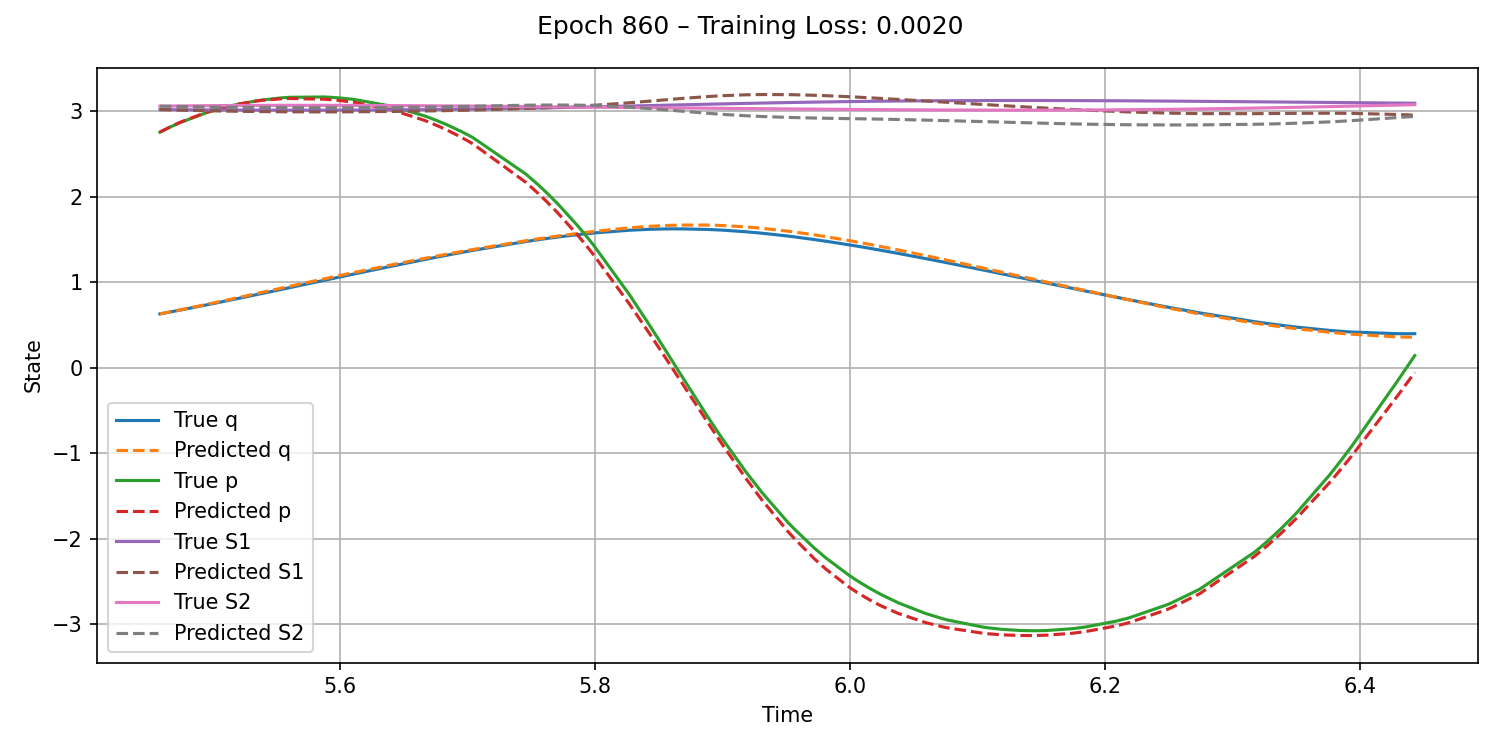 Epoch 860 – Training Loss: 0.0020
3
2
1
0
−1
−2
−3
State
True q
Predicted q
True p
Predicted p
True S1
Predicted S1
True S2
Predicted S2
5.6 5.8 6.0 6.2 6.4
Time